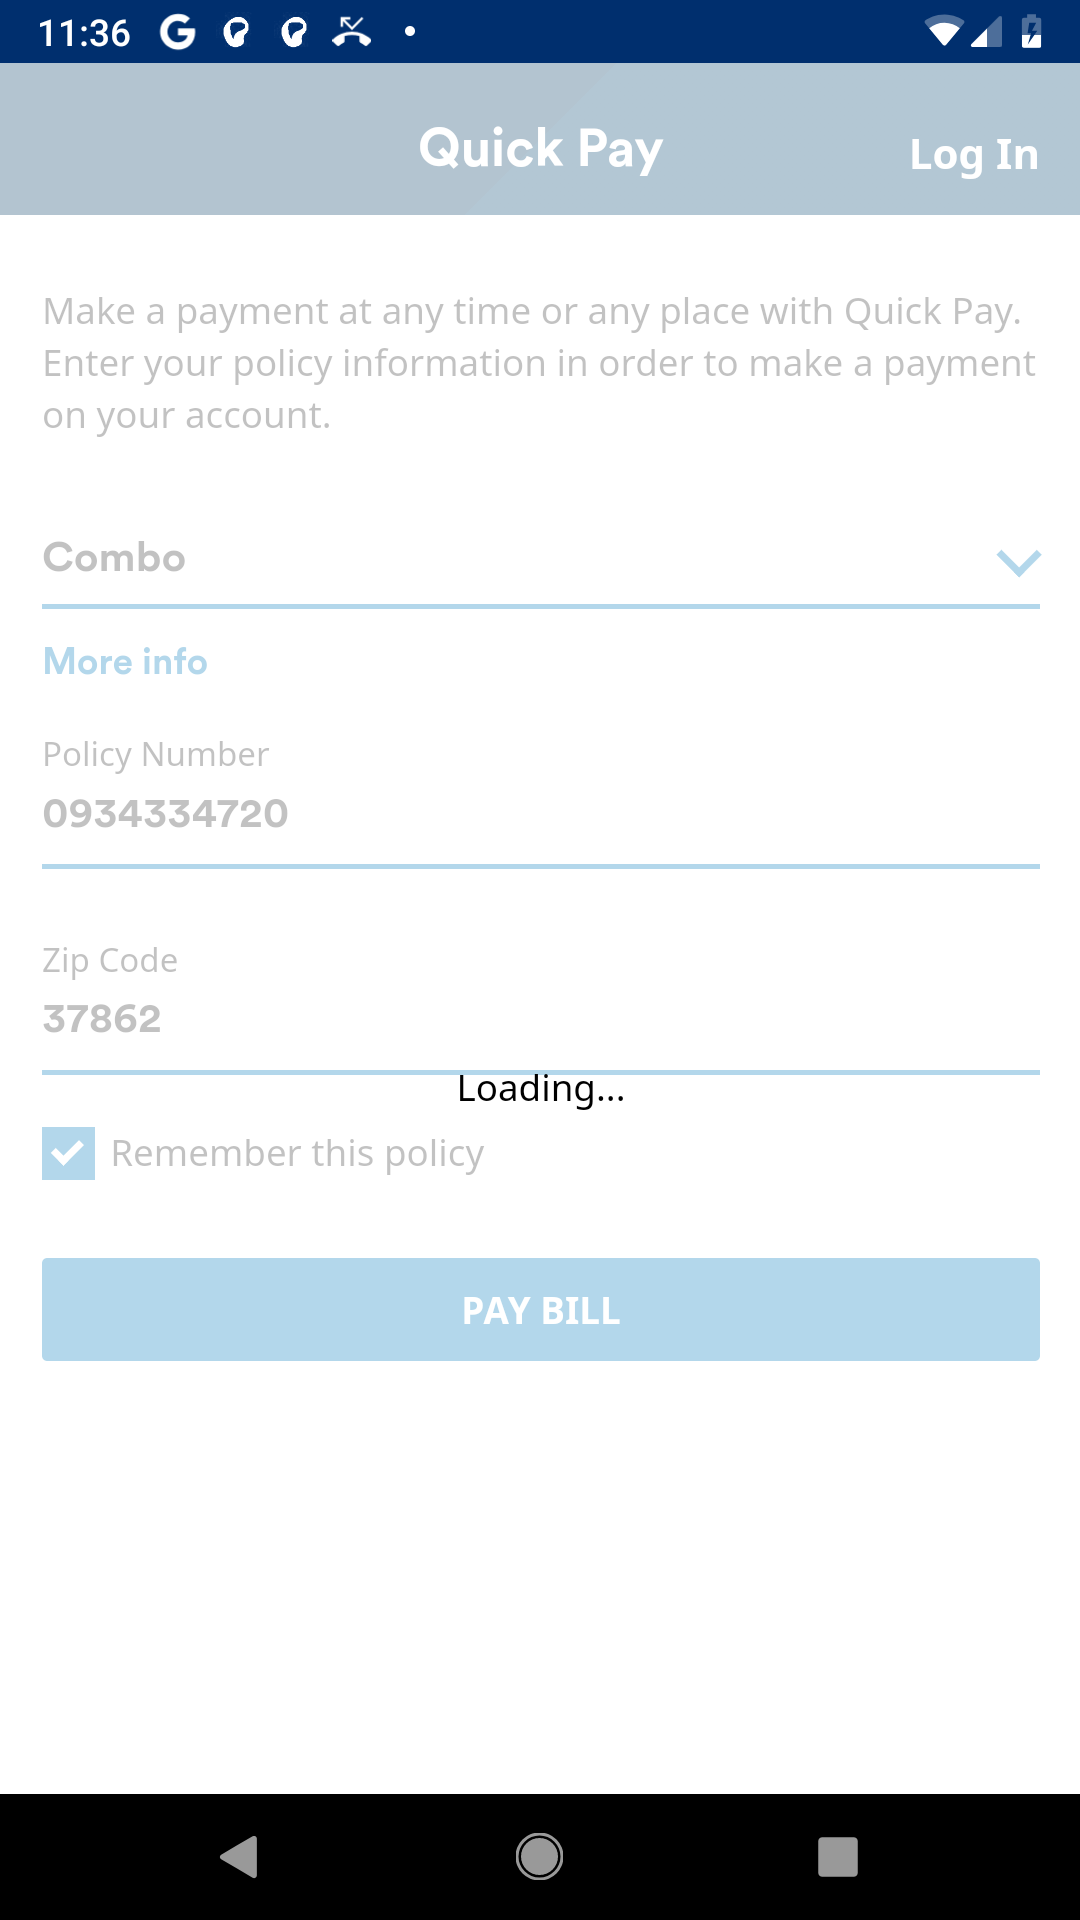 11:36
Quick Pay
Log In
Make a payment at any time or any place with Quick Pay.
Enter your policy information in order to make a payment
on your account.
Combo
More info
Policy Number
0934334720
Zip Code
37862
Loading...
Remember this policy
PAY BILL